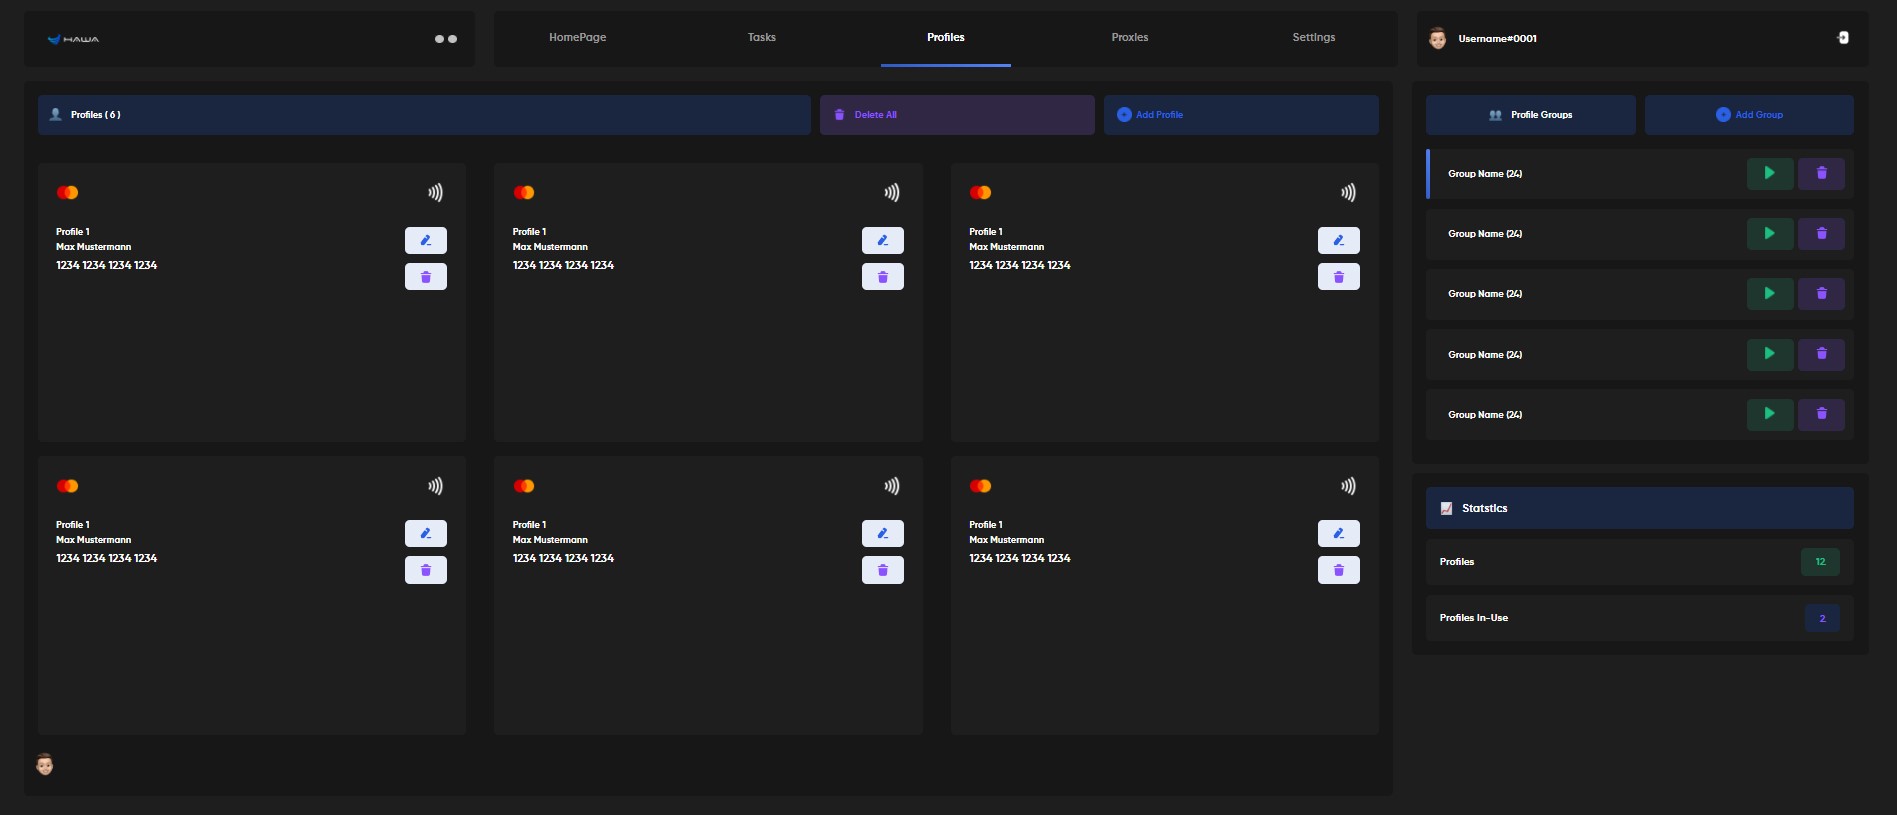 HAWA
HomePage
Tasks
Profiles
Proxies
Settings
Username#0001
Profiles ( 6 )
Delete All
Add Profile
Profile Groups
Add Group
Profile 1
Max Mustermann
1234 1234 1234 1234
Profile 1
Max Mustermann
1234 1234 1234 1234
Profile 1
Max Mustermann
1234 1234 1234 1234
Profile 1
Max Mustermann
1234 1234 1234 1234
Profile 1
Max Mustermann
1234 1234 1234 1234
Profile 1
Max Mustermann
1234 1234 1234 1234
Group Name (24)
Group Name (24)
Group Name (24)
Group Name (24)
Group Name (24)
Statstics
Profiles
12
Profiles In-Use
2